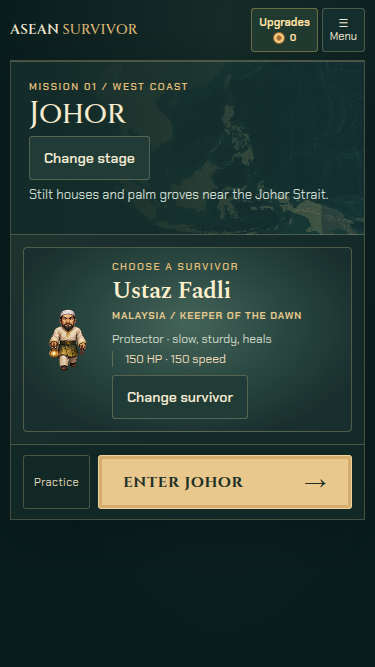 ASEAN SURVIVOR
Upgrades
0
☰
Menu
MISSION 01 / WEST COAST
JOHOR
Change stage
Stilt houses and palm groves near the Johor Strait.
CHOOSE A SURVIVOR
Ustaz Fadli
MALAYSIA / KEEPER OF THE DAWN
Protector · slow, sturdy, heals
150 HP · 150 speed
Change survivor
Practice
ENTER JOHOR →